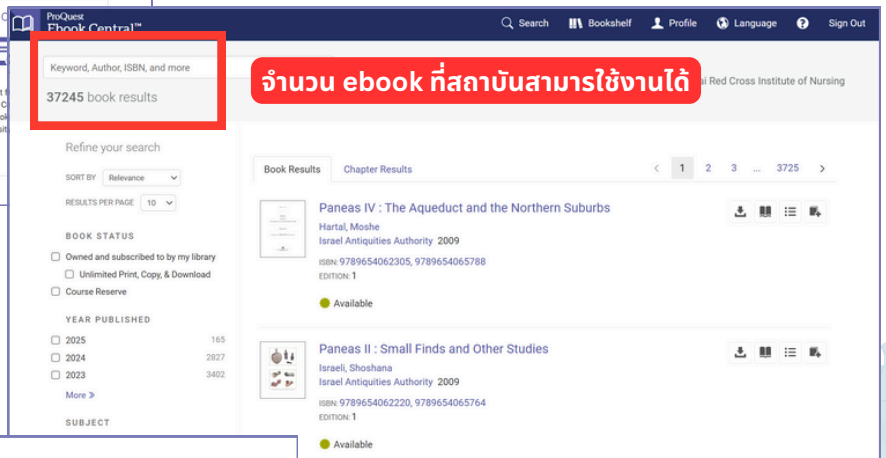 ProQuest
Ebook Central™
Search
Bookshelf
Profile
Language
Sign Out
Keyword, Author, ISBN, and more
37245 book results
จำนวน ebook ที่สถาบันสามารใช้งานได้
ai Red Cross Institute of Nursing
Refine your search
SORT BY Relevance
RESULTS PER PAGE 10
BOOK STATUS
Owned and subscribed to by my library
Unlimited Print, Copy, & Download
Course Reserve
YEAR PUBLISHED
2025 165
2024 2827
2023 3402
More »
SUBJECT
Book Results Chapter Results
< 1 2 3 ... 3725 >
Paneas IV : The Aqueduct and the Northern Suburbs
Hartal, Moshe
Israel Antiquities Authority 2009
ISBN: 9789654062305, 9789654065788
EDITION: 1
Available
Paneas II : Small Finds and Other Studies
Israeli, Shoshana
Israel Antiquities Authority 2009
ISBN: 9789654062220, 9789654065764
EDITION: 1
Available